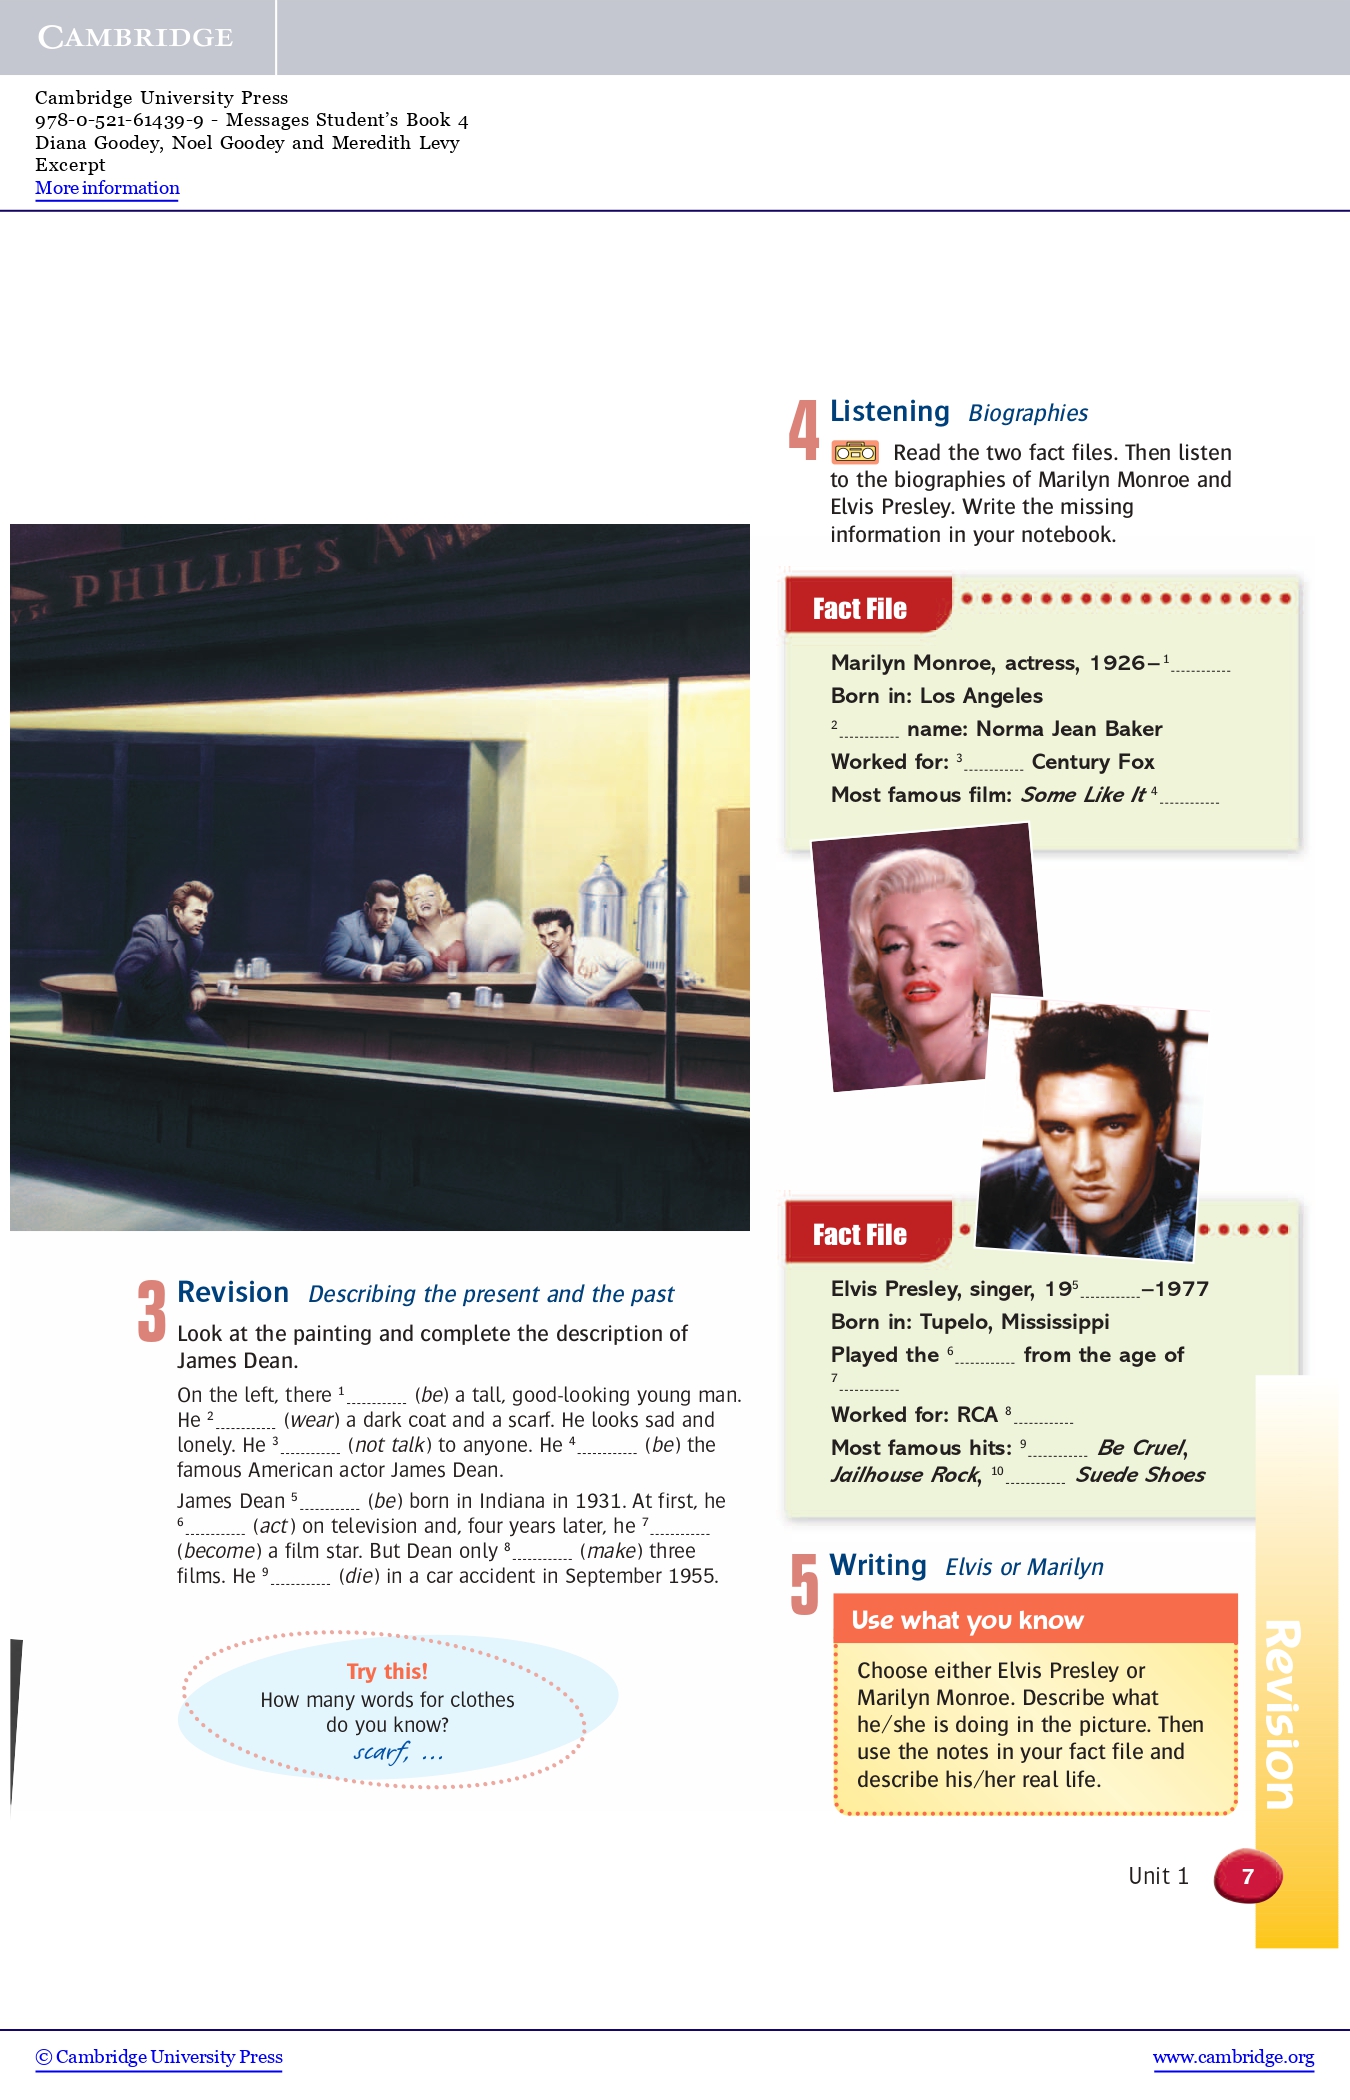 CAMBRIDGE
Cambridge University Press
978-0-521-61439-9 - Messages Student's Book 4
Diana Goodey, Noel Goodey and Meredith Levy
Excerpt
More information
PHILLIES
3 Revision Describing the present and the past
Look at the painting and complete the description of
James Dean.
On the left, there 1 ............ (be) a tall, good-looking young man.
He 2 ............ (wear) a dark coat and a scarf. He looks sad and
lonely. He 3 ............ (not talk) to anyone. He 4 ............ (be) the
famous American actor James Dean.
James Dean 5 ............ (be) born in Indiana in 1931. At first, he
6 ............ (act) on television and, four years later, he 7 ............
(become) a film star. But Dean only 8 ............ (make) three
films. He 9 ............ (die) in a car accident in September 1955.
Try this!
How many words for clothes
do you know?
scarf, ...
4 Listening Biographies
Read the two fact files. Then listen
to the biographies of Marilyn Monroe and
Elvis Presley. Write the missing
information in your notebook.
Fact File
Marilyn Monroe, actress, 1926–1 ............
Born in: Los Angeles
2 ............ name: Norma Jean Baker
Worked for: 3 ............ Century Fox
Most famous film: Some Like It 4 ............
Fact File
Elvis Presley, singer, 19 5 ............–1977
Born in: Tupelo, Mississippi
Played the 6 ............ from the age of
7 ............
Worked for: RCA 8 ............
Most famous hits: 9 ............ Be Cruel,
Jailhouse Rock, 10 ............ Suede Shoes
5 Writing Elvis or Marilyn
Use what you know
Choose either Elvis Presley or
Marilyn Monroe. Describe what
he/she is doing in the picture. Then
use the notes in your fact file and
describe his/her real life.
Revision
Unit 1 7
© Cambridge University Press
www.cambridge.org